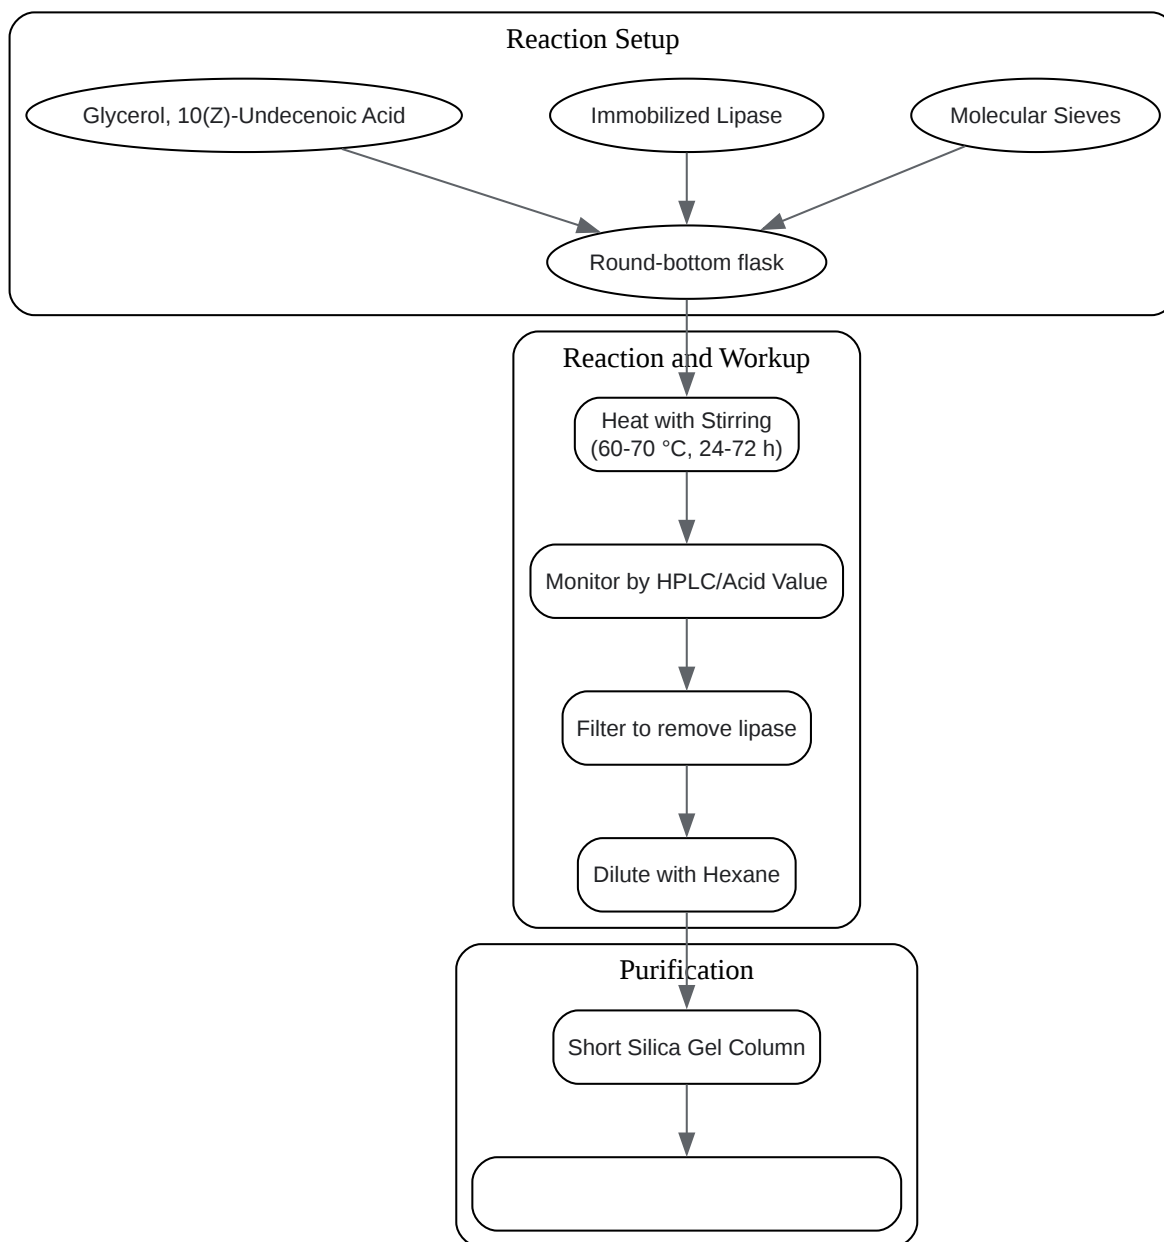 Reaction Setup
Glycerol, 10(Z)-Undecenoic Acid
Immobilized Lipase
Molecular Sieves
Round-bottom flask
Reaction and Workup
Heat with Stirring
(60-70 °C, 24-72 h)
Monitor by HPLC/Acid Value
Filter to remove lipase
Dilute with Hexane
Purification
Short Silica Gel Column